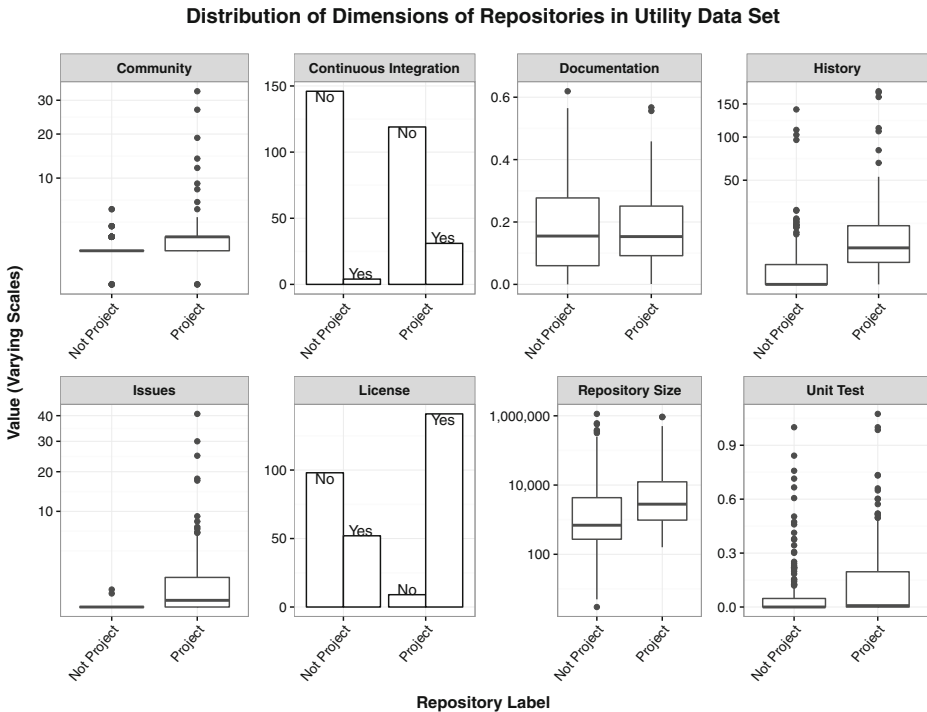 Distribution of Dimensions of Repositories in Utility Data Set
Value (Varying Scales)
Community
30
20
10
Not Project
Project
Continuous Integration
150
100
50
0
No
Yes
No
Yes
Not Project
Project
Documentation
0.6
0.4
0.2
0.0
Not Project
Project
History
150
100
50
Not Project
Project
Issues
40
30
20
10
Not Project
Project
License
100
50
0
No
Yes
No
Yes
Not Project
Project
Repository Size
1,000,000
10,000
100
Not Project
Project
Unit Test
0.9
0.6
0.3
0.0
Not Project
Project
Repository Label